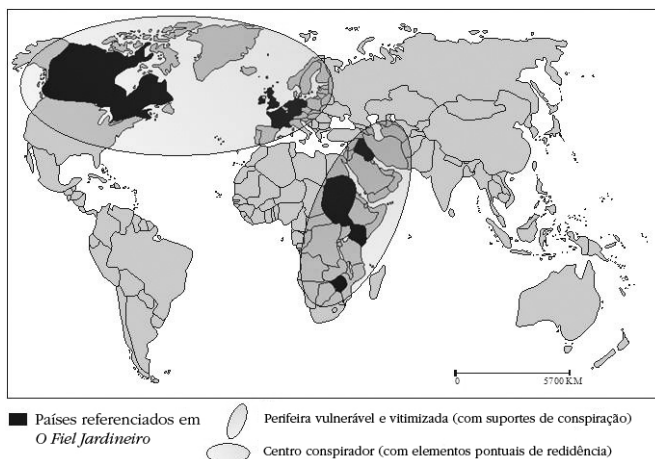 0 5700 KM
Países referenciados em
O Fiel Jardineiro
Perifeira vulnerável e vitimizada (com suportes de conspiração)
Centro conspirador (com elementos pontuais de redidência)